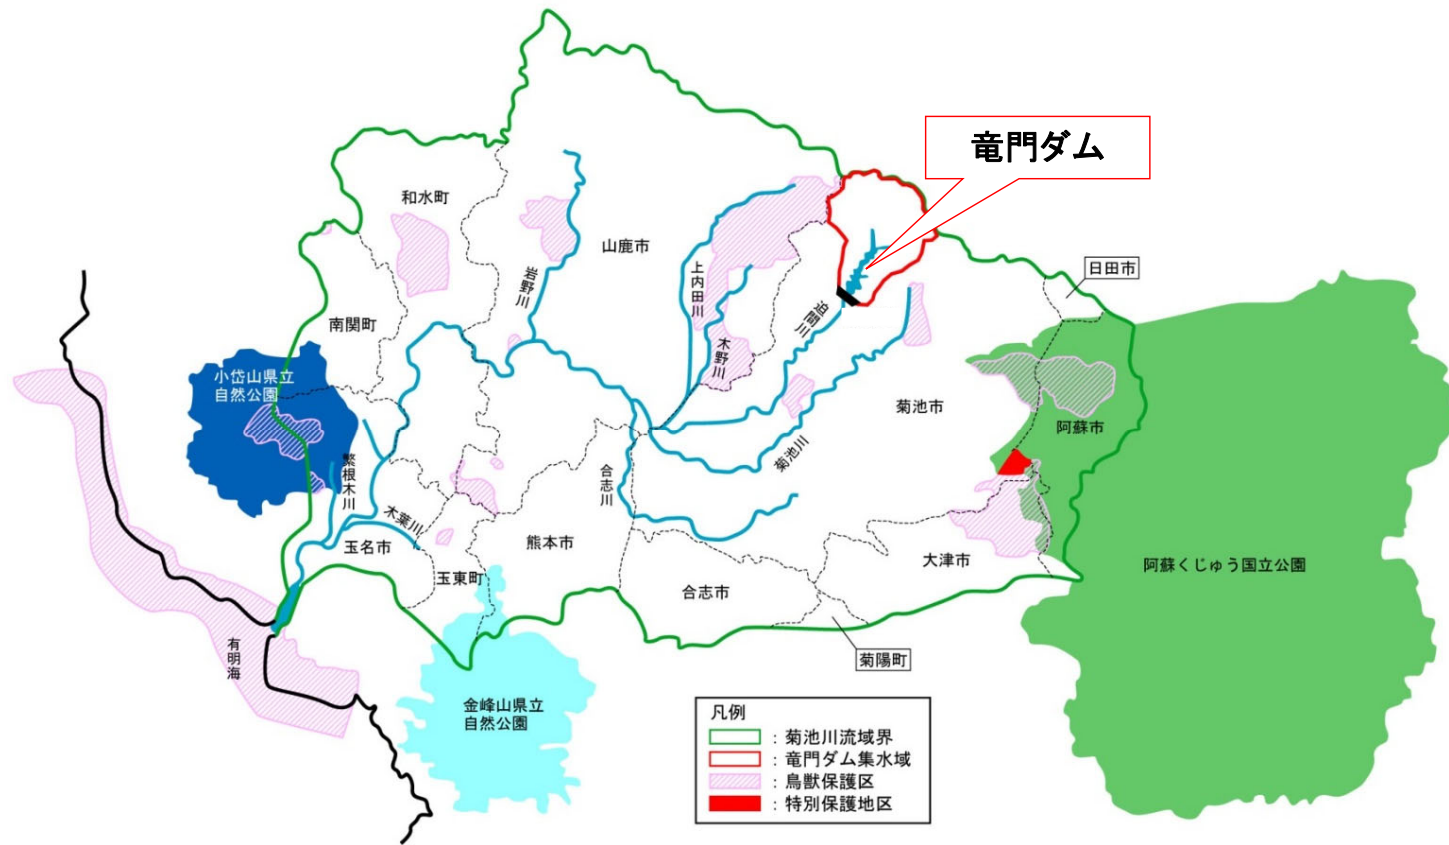 竜門ダム
和水町
山鹿市
岩野川
上内田川
迫間川
木野川
日田市
南関町
小岱山県立
自然公園
菊池市
阿蘇市
菊池川
合志川
繁根木川
木葉川
玉名市
玉東町
熊本市
合志市
大津市
阿蘇くじゅう国立公園
菊陽町
有明海
金峰山県立
自然公園
凡例
：菊池川流域界
：竜門ダム集水域
：鳥獣保護区
：特別保護地区